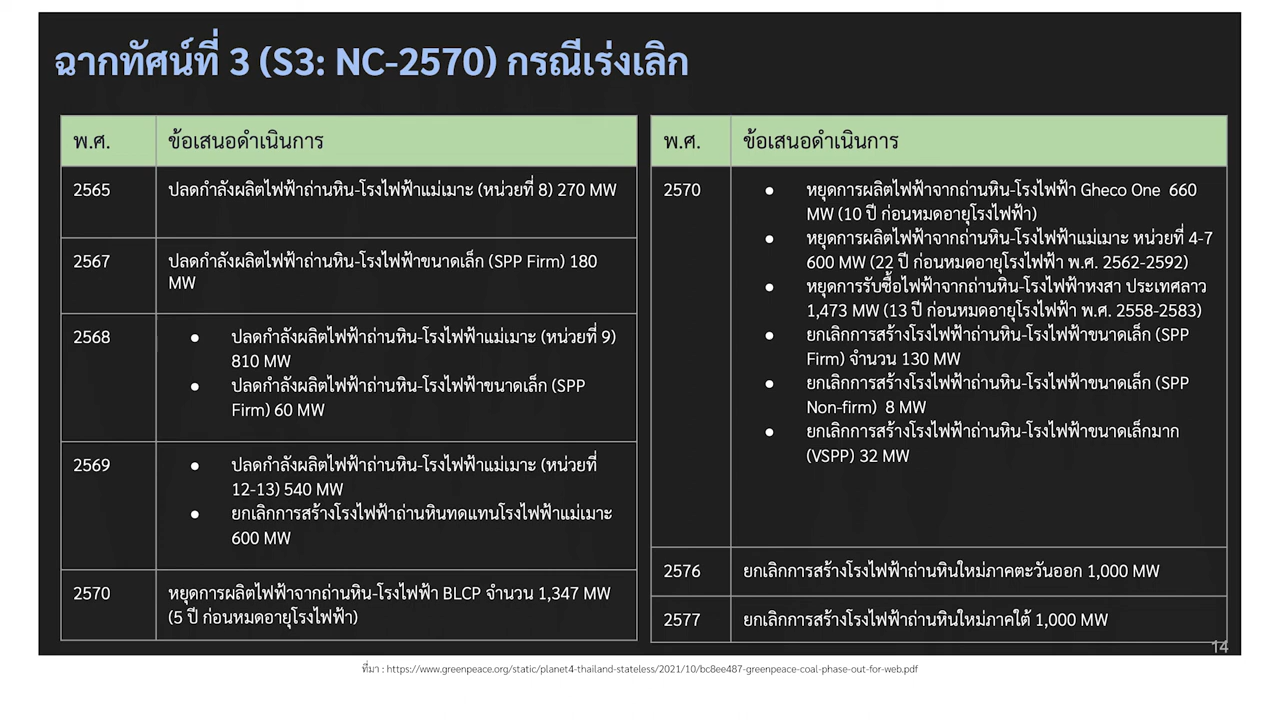 ฉากทัศน์ที่ 3 (S3: NC-2570) กรณีเร่งเลิก
พ.ศ. ข้อเสนอดำเนินการ
2565 ปลดกำลังผลิตไฟฟ้าถ่านหิน-โรงไฟฟ้าแม่เมาะ (หน่วยที่ 8) 270 MW
2567 ปลดกำลังผลิตไฟฟ้าถ่านหิน-โรงไฟฟ้าขนาดเล็ก (SPP Firm) 180
MW
2568 ● ปลดกำลังผลิตไฟฟ้าถ่านหิน-โรงไฟฟ้าแม่เมาะ (หน่วยที่ 9)
810 MW
● ปลดกำลังผลิตไฟฟ้าถ่านหิน-โรงไฟฟ้าขนาดเล็ก (SPP
Firm) 60 MW
2569 ● ปลดกำลังผลิตไฟฟ้าถ่านหิน-โรงไฟฟ้าแม่เมาะ (หน่วยที่
12-13) 540 MW
● ยกเลิกการสร้างโรงไฟฟ้าถ่านหินทดแทนโรงไฟฟ้าแม่เมาะ
600 MW
2570 หยุดการผลิตไฟฟ้าจากถ่านหิน-โรงไฟฟ้า BLCP จำนวน 1,347 MW
(5 ปี ก่อนหมดอายุโรงไฟฟ้า)
พ.ศ. ข้อเสนอดำเนินการ
2570 ● หยุดการผลิตไฟฟ้าจากถ่านหิน-โรงไฟฟ้า Gheco One 660
MW (10 ปี ก่อนหมดอายุโรงไฟฟ้า)
● หยุดการผลิตไฟฟ้าจากถ่านหิน-โรงไฟฟ้าแม่เมาะ หน่วยที่ 4-7
600 MW (22 ปี ก่อนหมดอายุโรงไฟฟ้า พ.ศ. 2562-2592)
● หยุดการรับซื้อไฟฟ้าจากถ่านหิน-โรงไฟฟ้าหงสา ประเทศลาว
1,473 MW (13 ปี ก่อนหมดอายุโรงไฟฟ้า พ.ศ. 2558-2583)
● ยกเลิกการสร้างโรงไฟฟ้าถ่านหิน-โรงไฟฟ้าขนาดเล็ก (SPP
Firm) จำนวน 130 MW
● ยกเลิกการสร้างโรงไฟฟ้าถ่านหิน-โรงไฟฟ้าขนาดเล็ก (SPP
Non-firm) 8 MW
● ยกเลิกการสร้างโรงไฟฟ้าถ่านหิน-โรงไฟฟ้าขนาดเล็กมาก
(VSPP) 32 MW
2576 ยกเลิกการสร้างโรงไฟฟ้าถ่านหินใหม่ภาคตะวันออก 1,000 MW
2577 ยกเลิกการสร้างโรงไฟฟ้าถ่านหินใหม่ภาคใต้ 1,000 MW
14
ที่มา : https://www.greenpeace.org/static/planet4-thailand-stateless/2021/10/bc8ee487-greenpeace-coal-phase-out-for-web.pdf